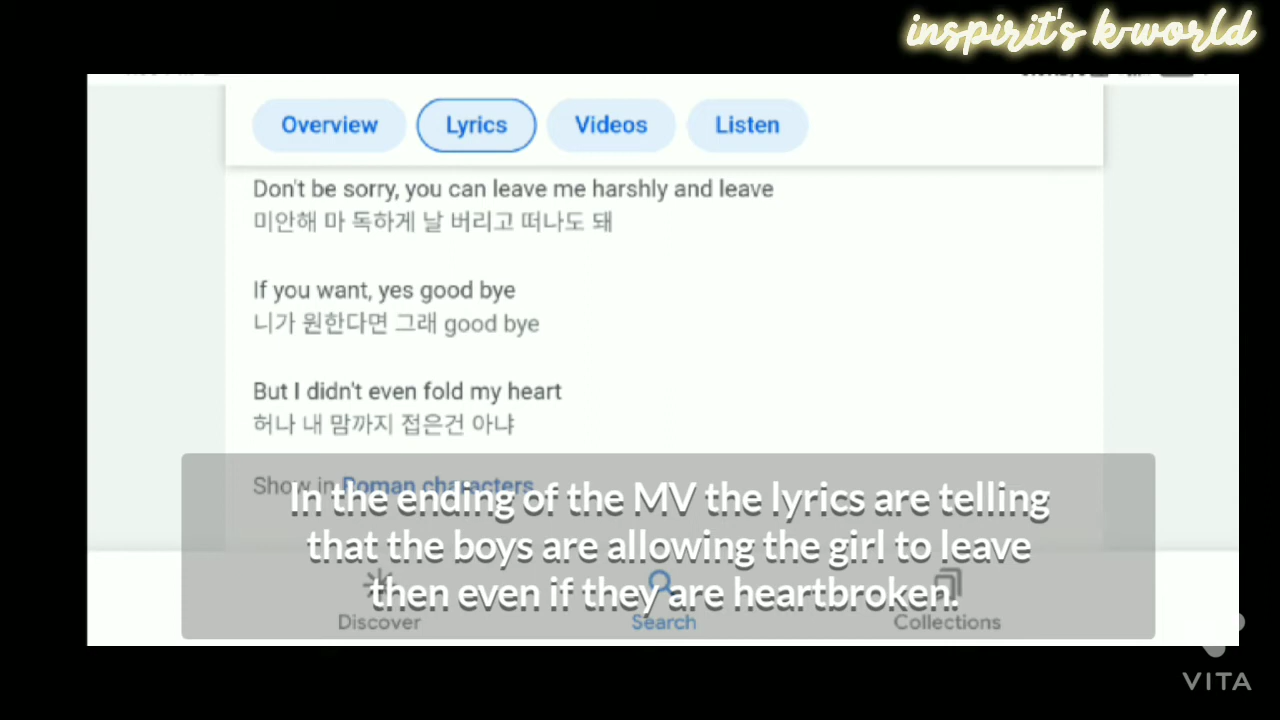 inspirit's k-world
Overview Lyrics Videos Listen
Don't be sorry, you can leave me harshly and leave
미안해 마 독하게 날 버리고 떠나도 돼
If you want, yes good bye
니가 원한다면 그래 good bye
But I didn't even fold my heart
허나 내 맘까지 접은건 아냐
Show in Roman characters
In the ending of the MV the lyrics are telling
that the boys are allowing the girl to leave
then even if they are heartbroken.
Discover Search Collections
VITA